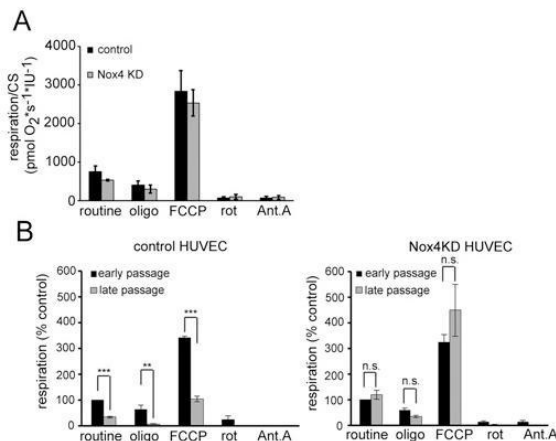 A
control
Nox4 KD
respiration/CS
(pmol O2*s-1*IU-1)
4000
3000
2000
1000
0
routine oligo FCCP rot Ant.A
B
control HUVEC
early passage
late passage
respiration (% control)
600
500
400
300
200
100
0
***
**
***
routine oligo FCCP rot Ant.A
Nox4KD HUVEC
early passage
late passage
respiration (% control)
600
500
400
300
200
100
0
n.s.
n.s.
n.s.
routine oligo FCCP rot Ant.A